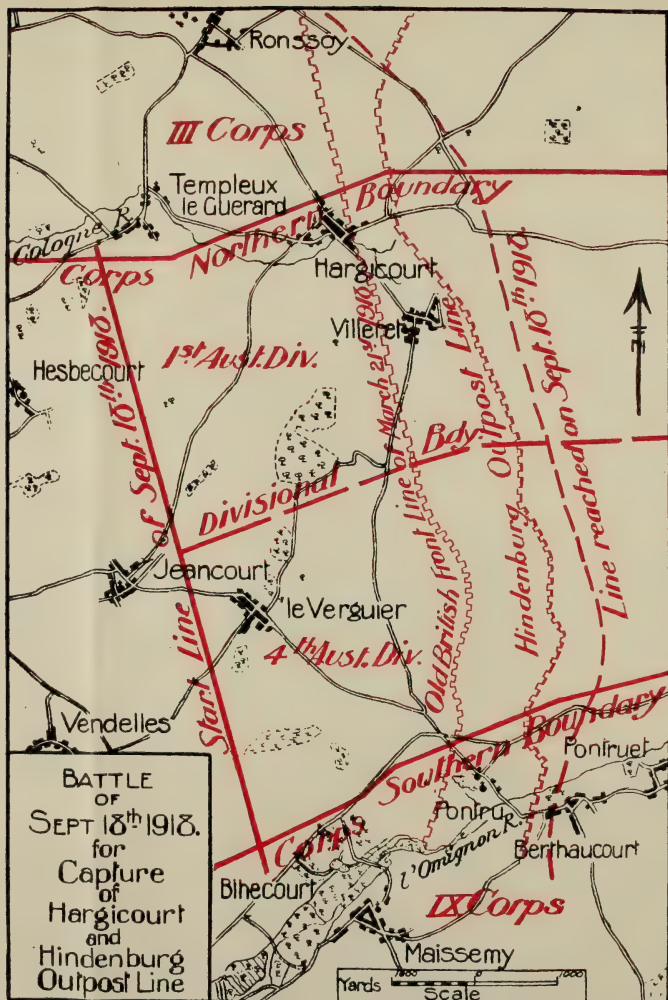 Ronssoy
III Corps
Templeux
le Guerard
Cologne R.
Corps Northern Boundary
Hargicourt
Villeret
1st Aust. Div.
Hesbecourt
Start Line of Sept. 18th 1918.
Old British Front Line of March 21st 1918
Hindenburg Outpost Line
Line reached on Sept. 18th 1918.
Divisional Bdy.
Jeancourt
le Verguier
4th Aust. Div.
Vendelles
Corps Southern Boundary
Pontruet
Pontru
l'Omignon R.
Berthaucourt
Bihecourt
IX Corps
Maissemy
BATTLE
OF
SEPT 18th 1918.
for
Capture
of
Hargicourt
and
Hindenburg
Outpost Line
Yards
Scale